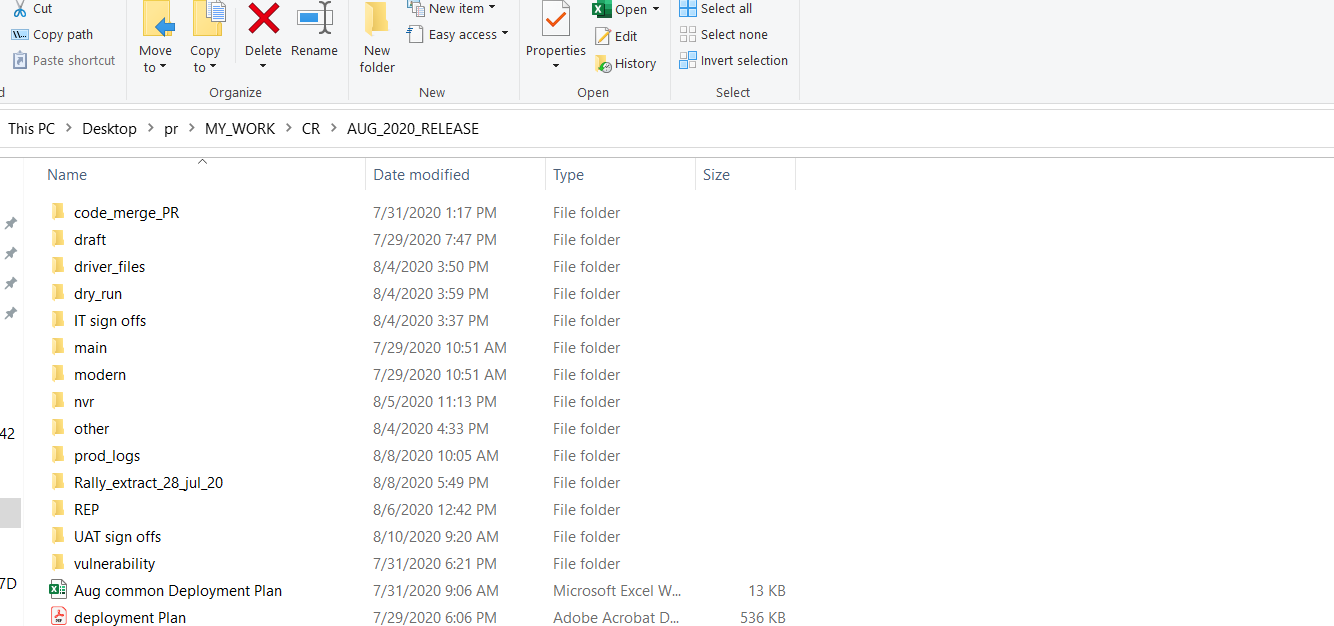 Cut
Copy path
Paste shortcut
d
Move to
Copy to
Delete
Rename
Organize
New folder
New item
Easy access
New
Properties
Open
Edit
History
Open
Select all
Select none
Invert selection
Select
This PC > Desktop > pr > MY_WORK > CR > AUG_2020_RELEASE
Name Date modified Type Size
code_merge_PR 7/31/2020 1:17 PM File folder
draft 7/29/2020 7:47 PM File folder
driver_files 8/4/2020 3:50 PM File folder
dry_run 8/4/2020 3:59 PM File folder
IT sign offs 8/4/2020 3:37 PM File folder
main 7/29/2020 10:51 AM File folder
modern 7/29/2020 10:51 AM File folder
nvr 8/5/2020 11:13 PM File folder
42 other 8/4/2020 4:33 PM File folder
prod_logs 8/8/2020 10:05 AM File folder
Rally_extract_28_jul_20 8/8/2020 5:49 PM File folder
REP 8/6/2020 12:42 PM File folder
UAT sign offs 8/10/2020 9:20 AM File folder
vulnerability 7/31/2020 6:21 PM File folder
7D Aug common Deployment Plan 7/31/2020 9:06 AM Microsoft Excel W... 13 KB
deployment Plan 7/29/2020 6:06 PM Adobe Acrobat D... 536 KB